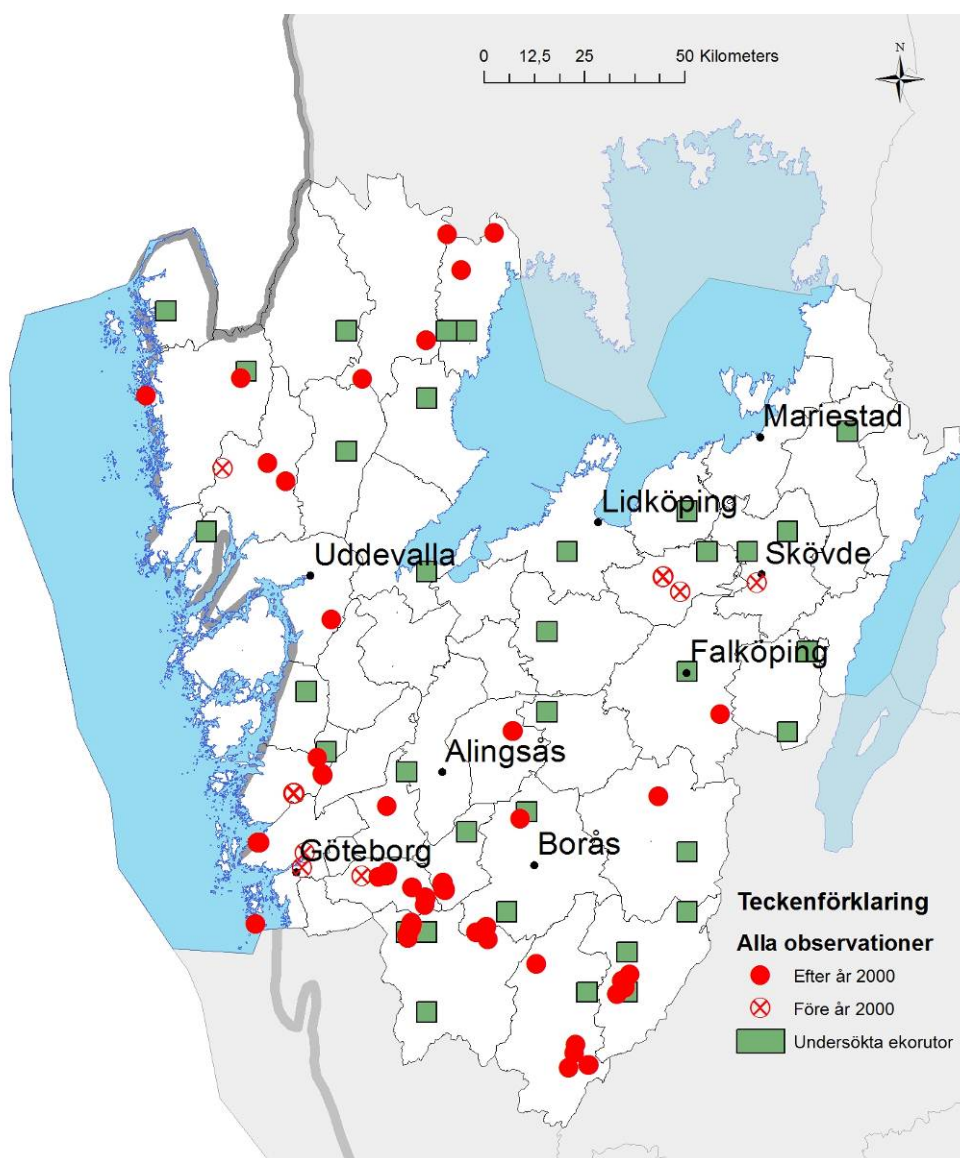 0 12,5 25 50 Kilometers
N
Mariestad
Lidköping
Skövde
Uddevalla
Falköping
Alingsås
Göteborg
Borås
Teckenförklaring
Alla observationer
Efter år 2000
Före år 2000
Undersökta ekorutor